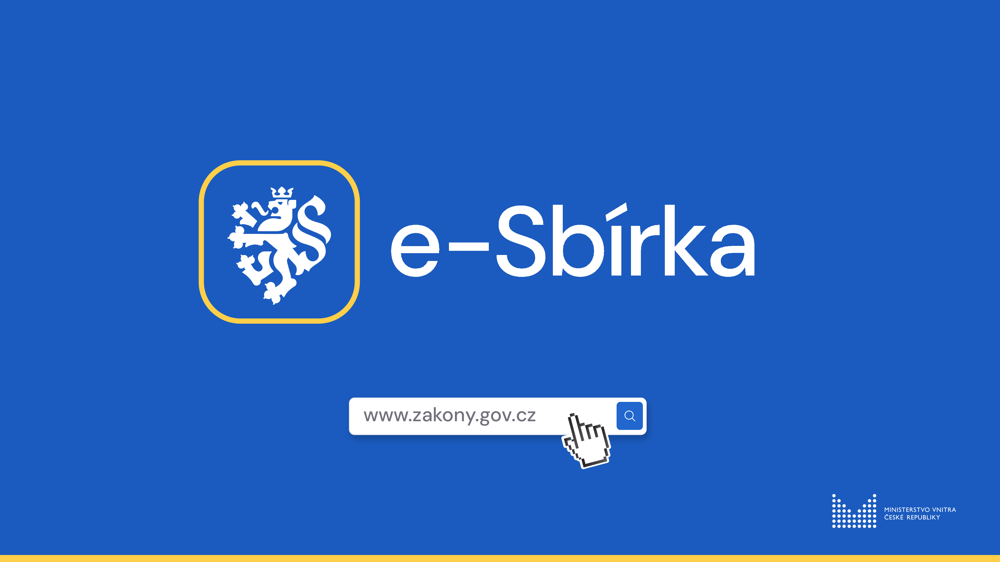 e-Sbírka
www.zakony.gov.cz
MINISTERSTVO VNITRA
ČESKÉ REPUBLIKY